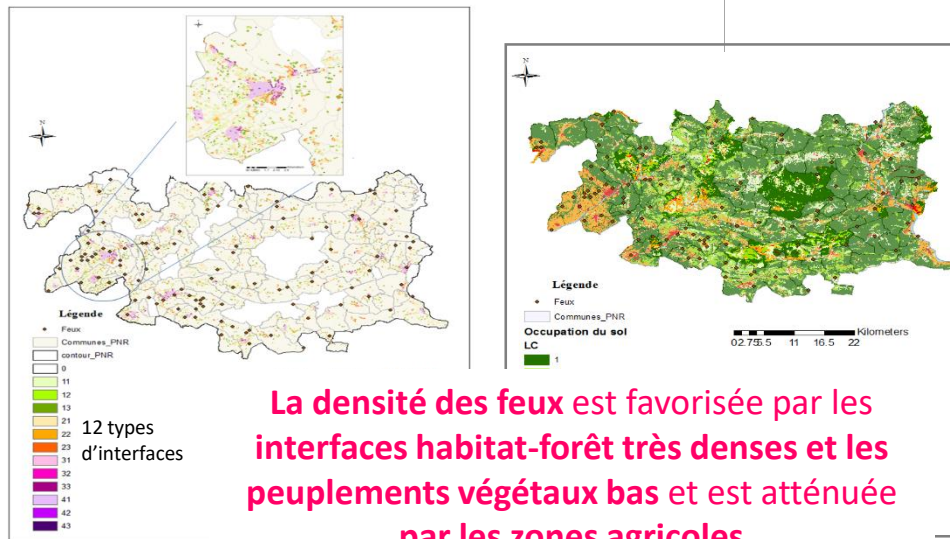 Légende
Feux
Communes_PNR
contour_PNR
0
11
12
13
21
22
23
31
32
33
41
42
43
12 types
d’interfaces
Légende
Feux
Communes_PNR
Occupation du sol
LC
1
Kilometers
0 2.75 5.5 11 16.5 22
La densité des feux est favorisée par les
interfaces habitat-forêt très denses et les
peuplements végétaux bas et est atténuée
par les zones agricoles